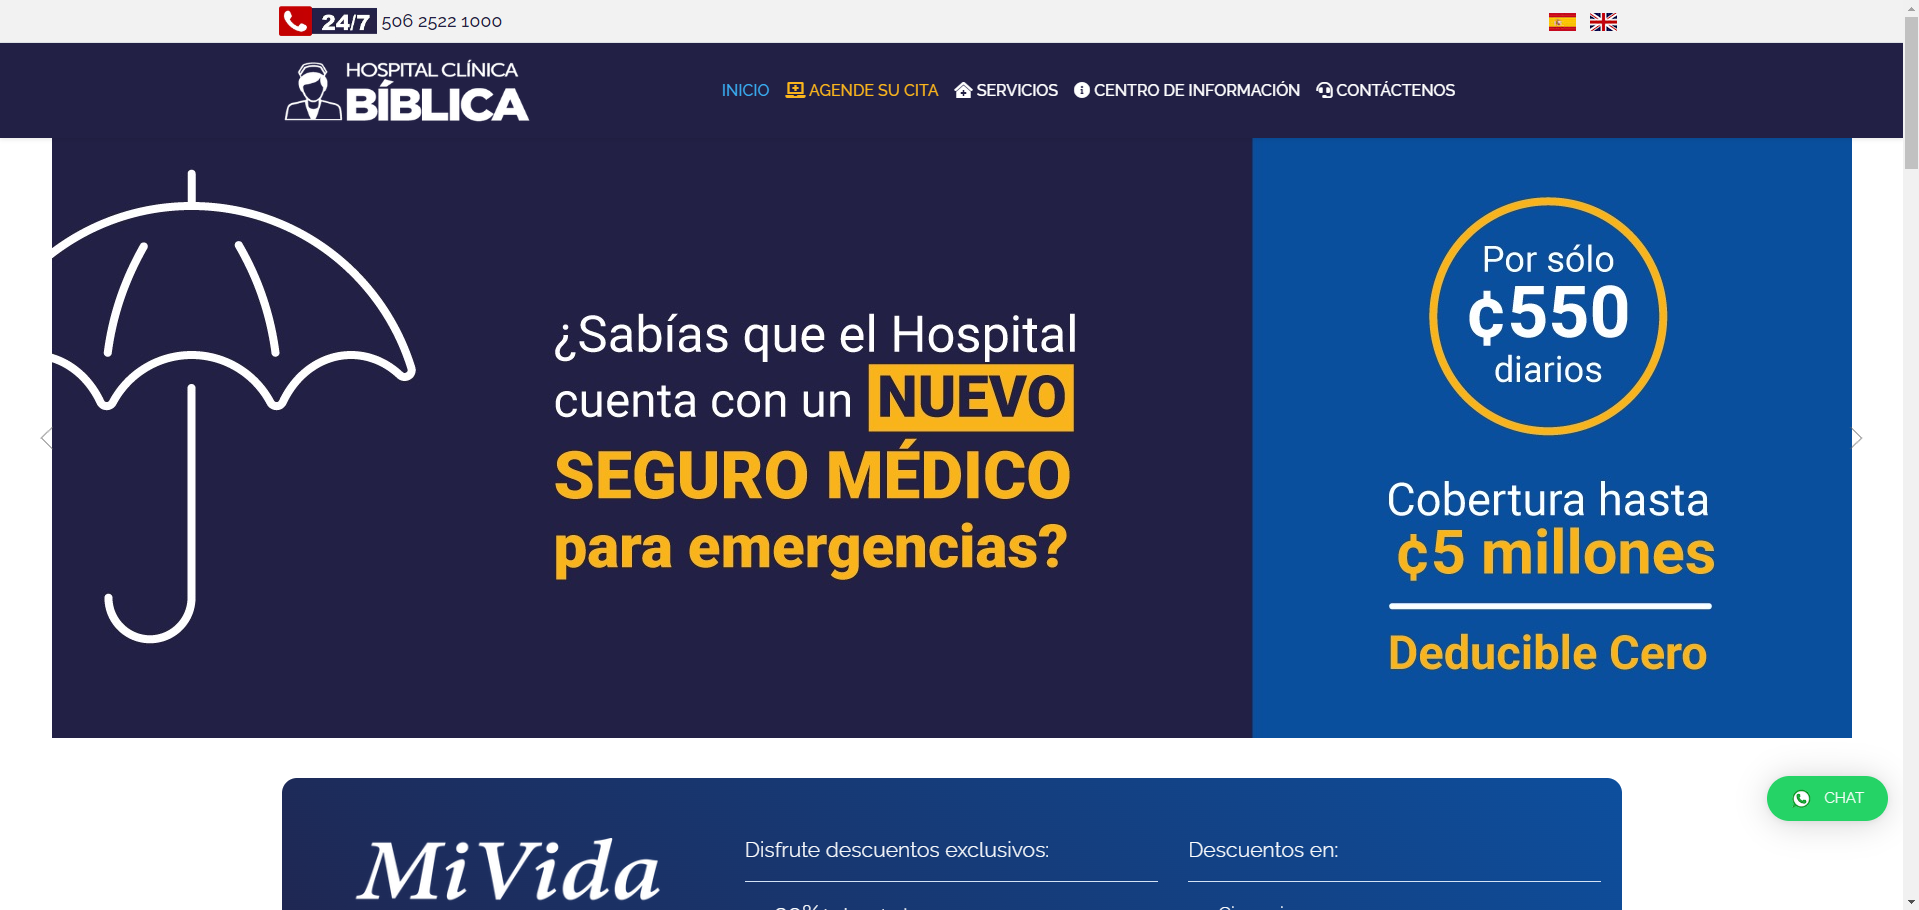 24/7 506 2522 1000
HOSPITAL CLÍNICA
BÍBLICA
INICIO AGENDE SU CITA SERVICIOS CENTRO DE INFORMACIÓN CONTÁCTENOS
¿Sabías que el Hospital
cuenta con un NUEVO
SEGURO MÉDICO
para emergencias?
Por sólo
¢550
diarios
Cobertura hasta
¢5 millones
Deducible Cero
CHAT
MiVida
Disfrute descuentos exclusivos:
Descuentos en: